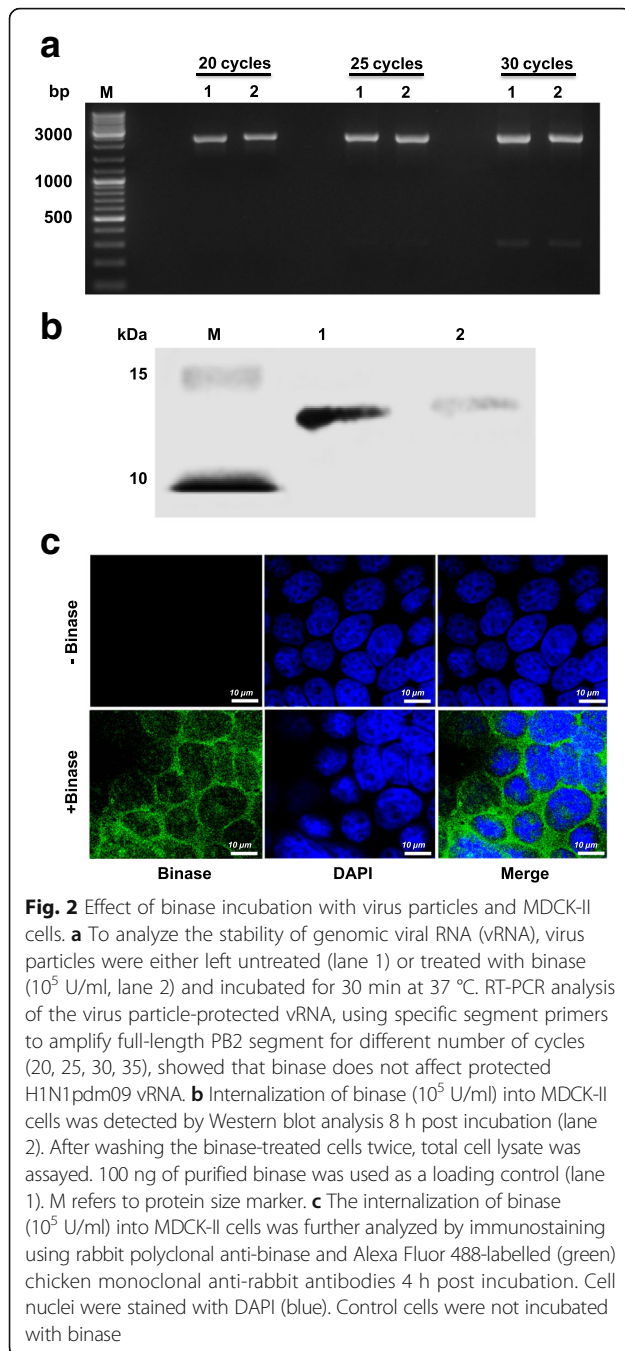 a
20 cycles 25 cycles 30 cycles
bp M 1 2 1 2 1 2
3000
1000
500
b
kDa M 1 2
15
10
c
- Binase
10 µm 10 µm 10 µm
+Binase
10 µm 10 µm 10 µm
Binase DAPI Merge
Fig. 2 Effect of binase incubation with virus particles and MDCK-II
cells. a To analyze the stability of genomic viral RNA (vRNA), virus
particles were either left untreated (lane 1) or treated with binase
(10⁵ U/ml, lane 2) and incubated for 30 min at 37 °C. RT-PCR analysis
of the virus particle-protected vRNA, using specific segment primers
to amplify full-length PB2 segment for different number of cycles
(20, 25, 30, 35), showed that binase does not affect protected
H1N1pdm09 vRNA. b Internalization of binase (10⁵ U/ml) into MDCK-II
cells was detected by Western blot analysis 8 h post incubation (lane
2). After washing the binase-treated cells twice, total cell lysate was
assayed. 100 ng of purified binase was used as a loading control (lane
1). M refers to protein size marker. c The internalization of binase
(10⁵ U/ml) into MDCK-II cells was further analyzed by immunostaining
using rabbit polyclonal anti-binase and Alexa Fluor 488-labelled (green)
chicken monoclonal anti-rabbit antibodies 4 h post incubation. Cell
nuclei were stained with DAPI (blue). Control cells were not incubated
with binase